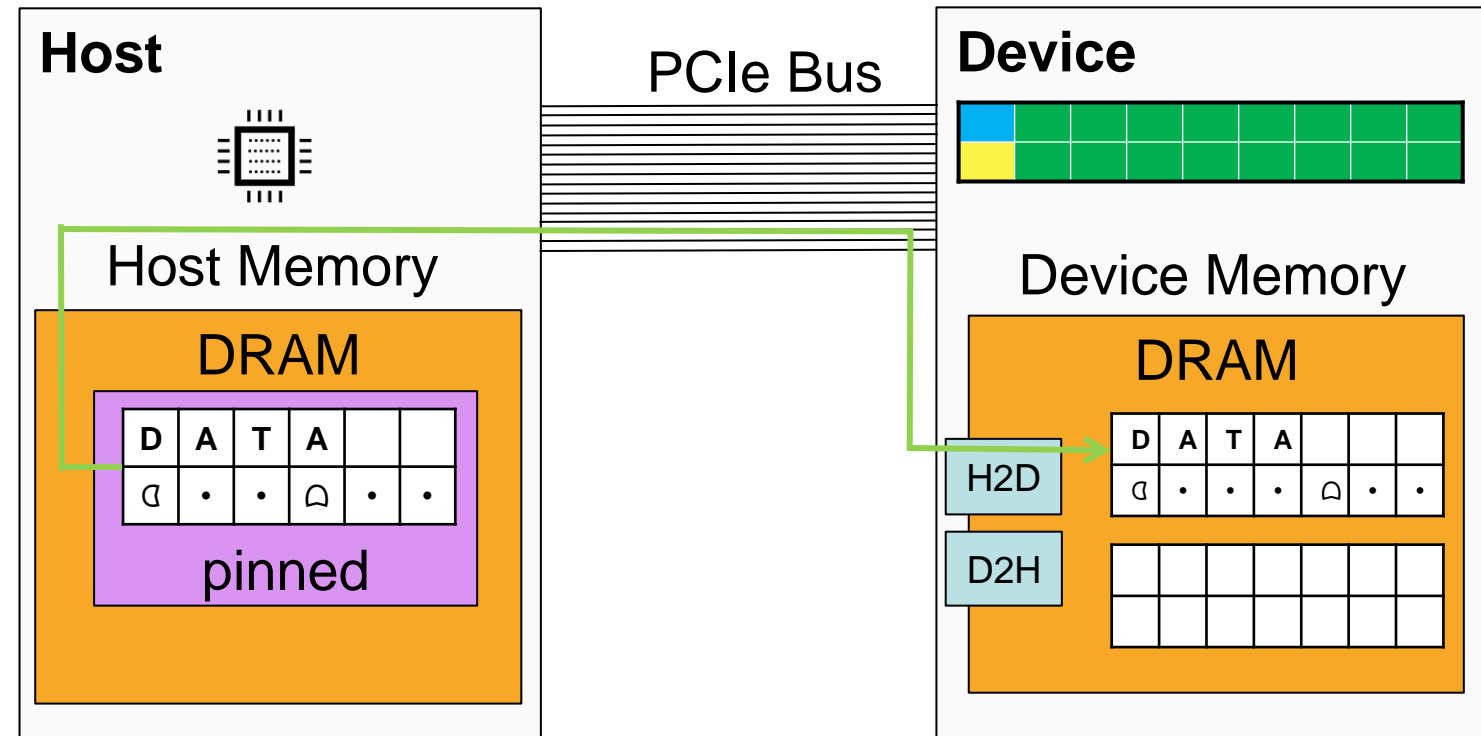 Host
PCIe Bus
Device
Host Memory
Device Memory
DRAM
DRAM
D A T A
D A T A
ᗡ • • ᗝ • •
ᗡ • • • ᗝ • •
H2D
pinned
D2H